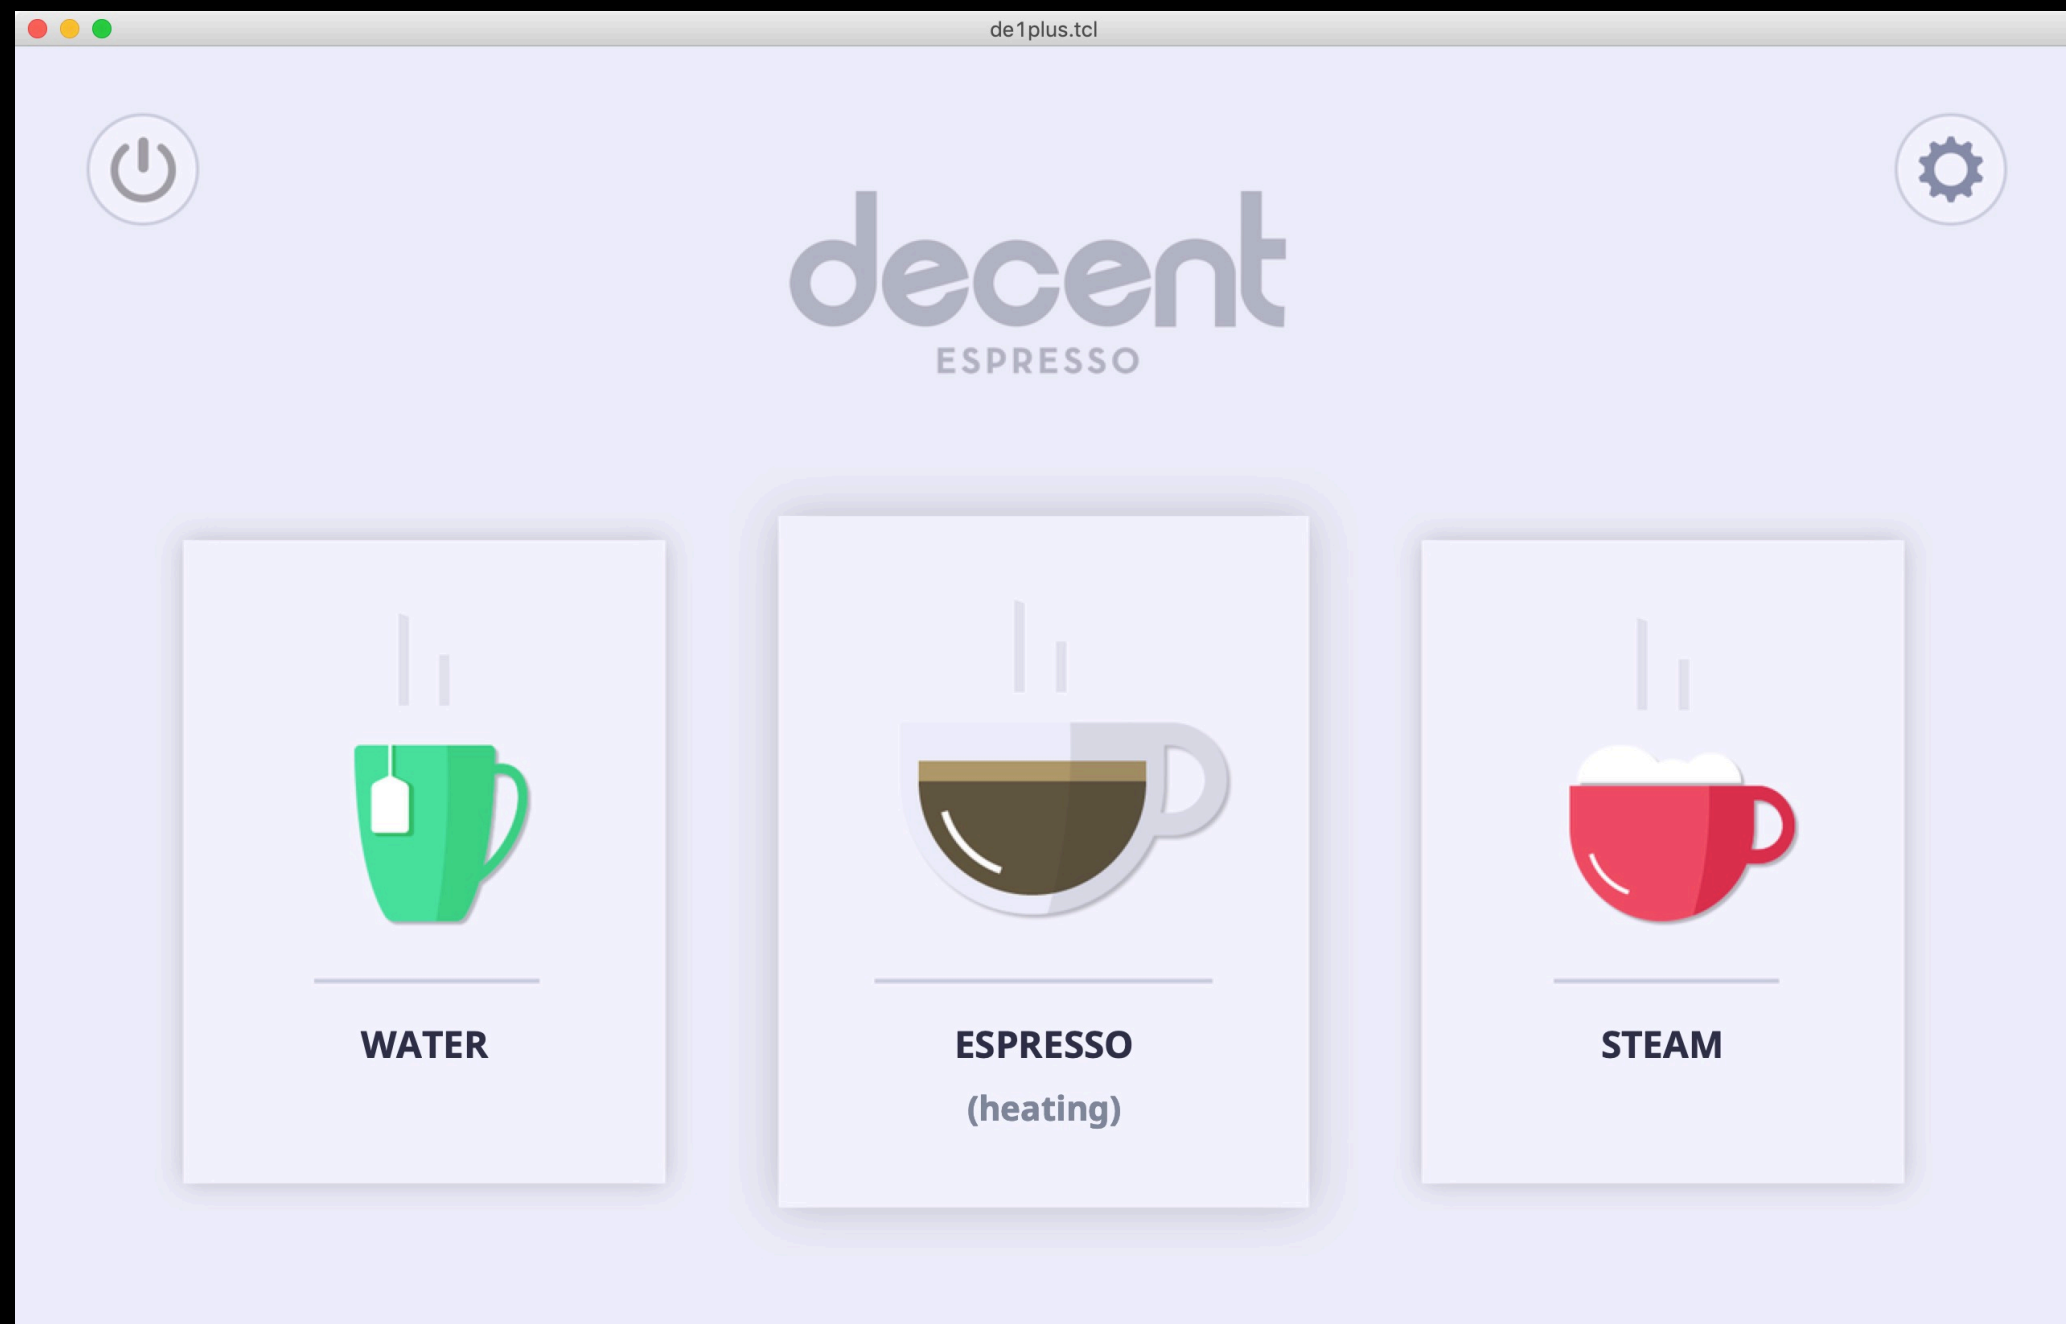 de1plus.tcl
decent
ESPRESSO
WATER
ESPRESSO
(heating)
STEAM